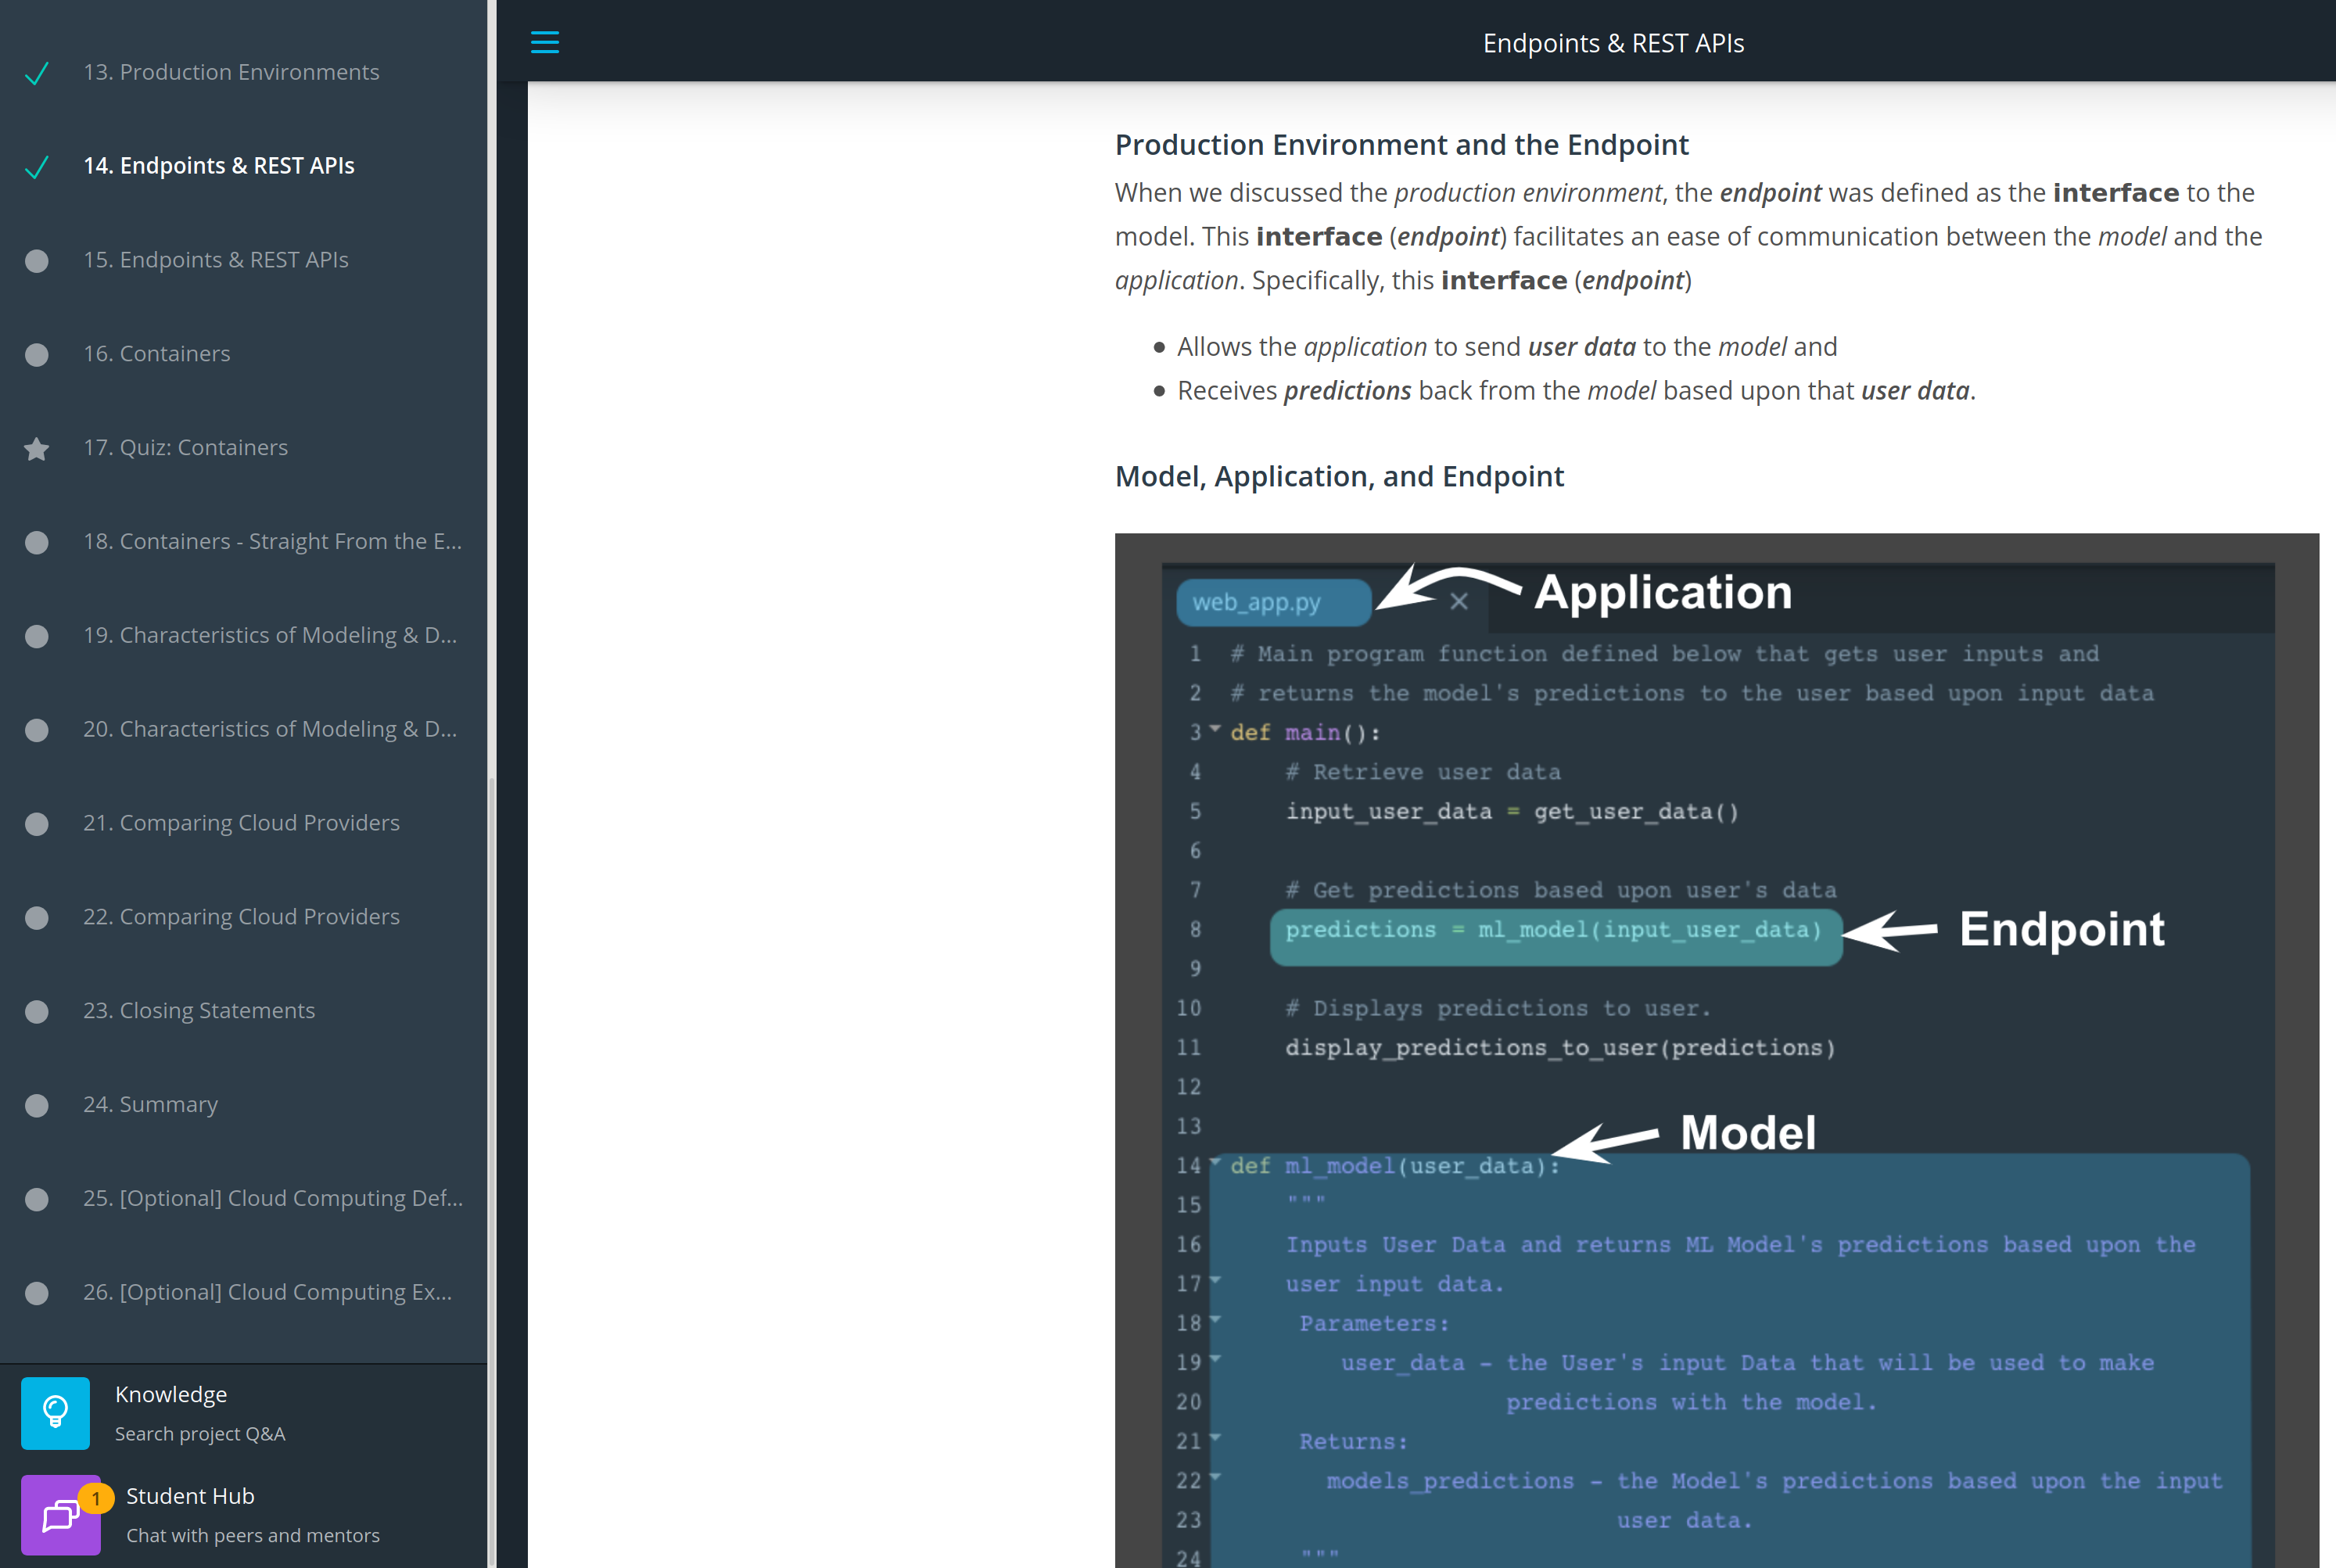 13. Production Environments
14. Endpoints & REST APIs
15. Endpoints & REST APIs
16. Containers
17. Quiz: Containers
18. Containers - Straight From the E...
19. Characteristics of Modeling & D...
20. Characteristics of Modeling & D...
21. Comparing Cloud Providers
22. Comparing Cloud Providers
23. Closing Statements
24. Summary
25. [Optional] Cloud Computing Def...
26. [Optional] Cloud Computing Ex...
Knowledge
Search project Q&A
1
Student Hub
Chat with peers and mentors
Endpoints & REST APIs
Production Environment and the Endpoint
When we discussed the production environment, the endpoint was defined as the interface to the
model. This interface (endpoint) facilitates an ease of communication between the model and the
application. Specifically, this interface (endpoint)
Allows the application to send user data to the model and
Receives predictions back from the model based upon that user data.
Model, Application, and Endpoint
web_app.py × Application
1 # Main program function defined below that gets user inputs and
2 # returns the model's predictions to the user based upon input data
3 def main():
4 # Retrieve user data
5 input_user_data = get_user_data()
6
7 # Get predictions based upon user's data
8 predictions = ml_model(input_user_data) Endpoint
9
10 # Displays predictions to user.
11 display_predictions_to_user(predictions)
12
13
Model
14 def ml_model(user_data):
15 """
16 Inputs User Data and returns ML Model's predictions based upon the
17 user input data.
18 Parameters:
19 user_data - the User's input Data that will be used to make
20 predictions with the model.
21 Returns:
22 models_predictions - the Model's predictions based upon the input
23 user data.
24 """